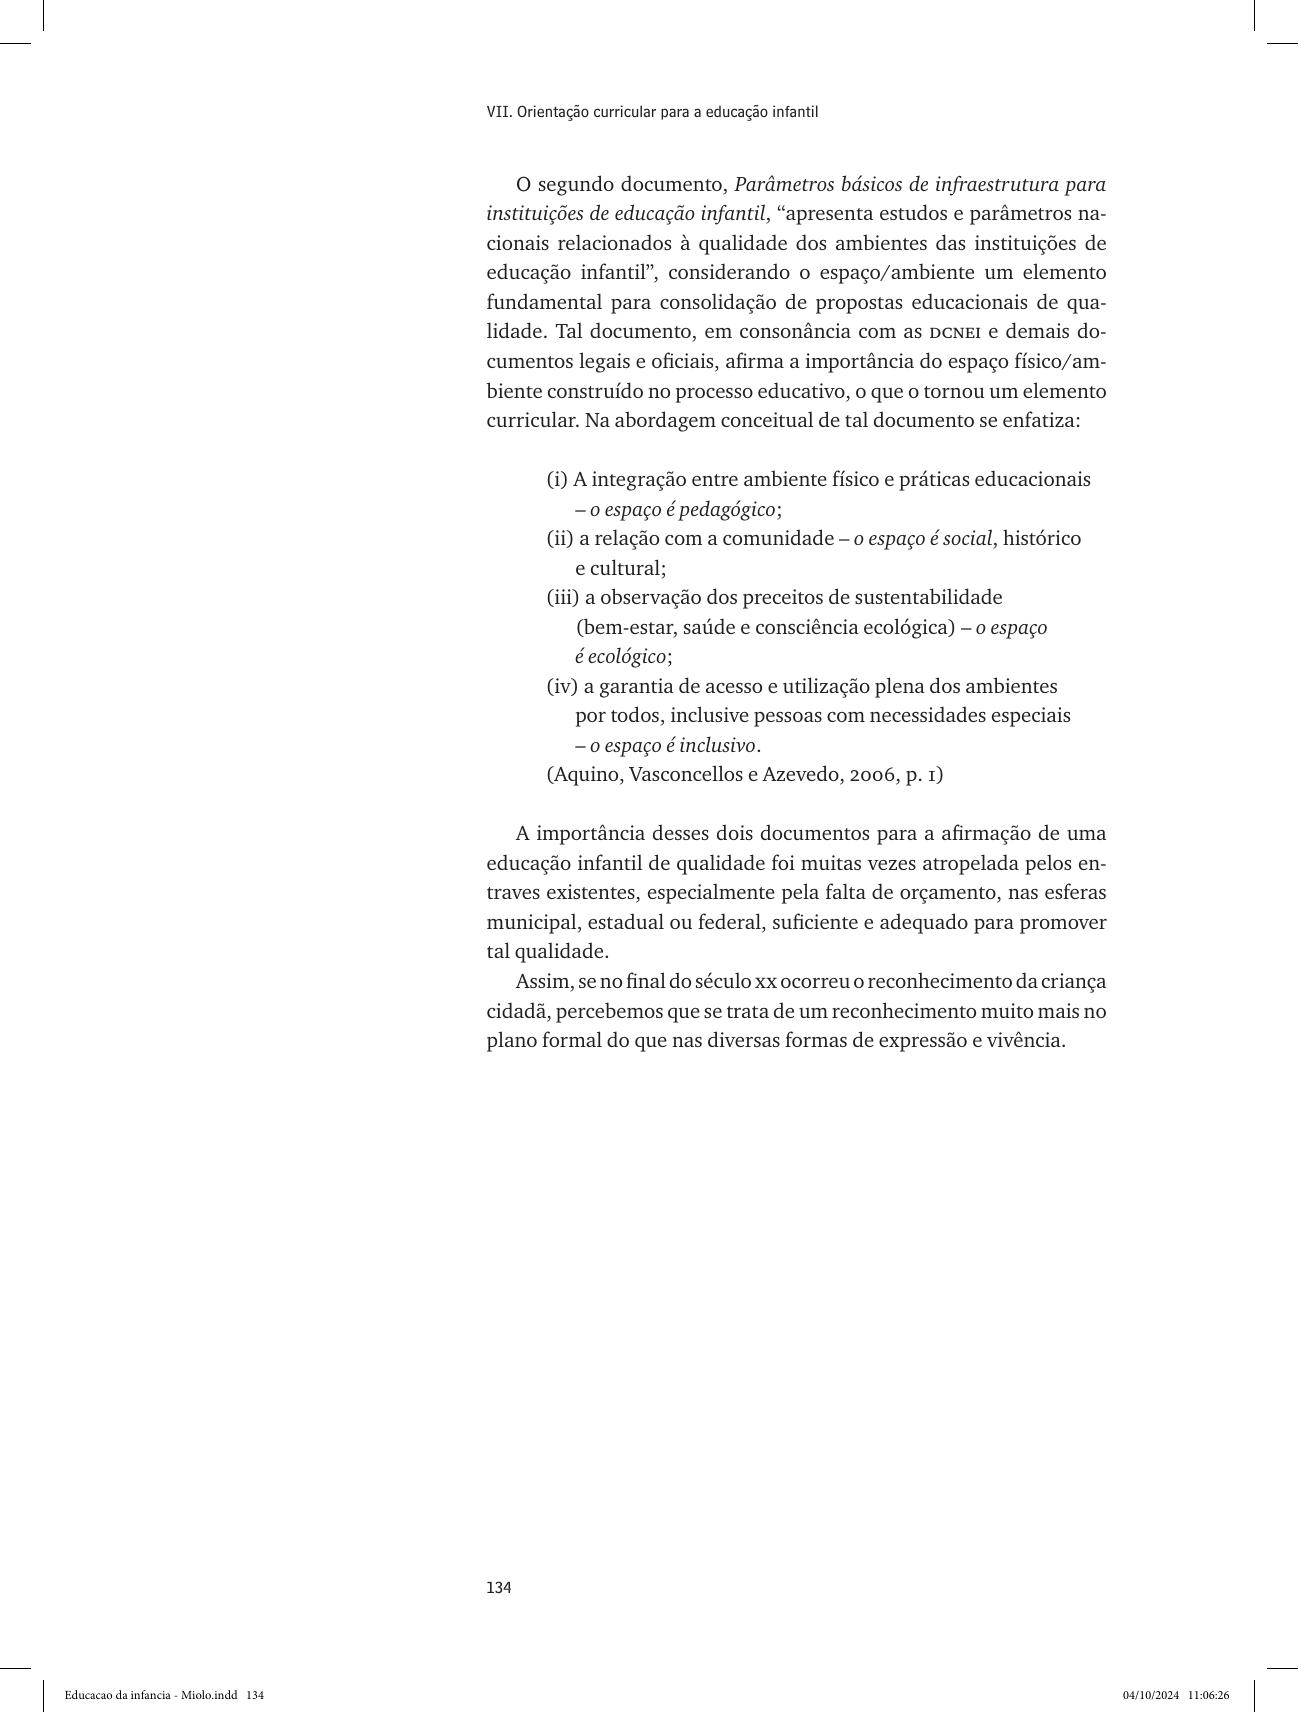 VII. Orientação curricular para a educação infantil
O segundo documento, Parâmetros básicos de infraestrutura para
instituições de educação infantil, “apresenta estudos e parâmetros na-
cionais relacionados à qualidade dos ambientes das instituições de
educação infantil”, considerando o espaço/ambiente um elemento
fundamental para consolidação de propostas educacionais de qua-
lidade. Tal documento, em consonância com as DCNEI e demais do-
cumentos legais e oficiais, afirma a importância do espaço físico/am-
biente construído no processo educativo, o que o tornou um elemento
curricular. Na abordagem conceitual de tal documento se enfatiza:
(i) A integração entre ambiente físico e práticas educacionais
– o espaço é pedagógico;
(ii) a relação com a comunidade – o espaço é social, histórico
e cultural;
(iii) a observação dos preceitos de sustentabilidade
(bem-estar, saúde e consciência ecológica) – o espaço
é ecológico;
(iv) a garantia de acesso e utilização plena dos ambientes
por todos, inclusive pessoas com necessidades especiais
– o espaço é inclusivo.
(Aquino, Vasconcellos e Azevedo, 2006, p. 1)
A importância desses dois documentos para a afirmação de uma
educação infantil de qualidade foi muitas vezes atropelada pelos en-
traves existentes, especialmente pela falta de orçamento, nas esferas
municipal, estadual ou federal, suficiente e adequado para promover
tal qualidade.
Assim, se no final do século XX ocorreu o reconhecimento da criança
cidadã, percebemos que se trata de um reconhecimento muito mais no
plano formal do que nas diversas formas de expressão e vivência.
134
Educacao da infancia - Miolo.indd 134
04/10/2024 11:06:26